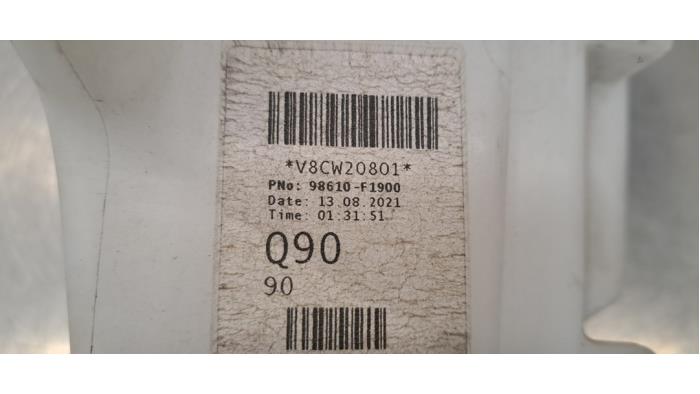 *V8CW20801*
PNo: 98610-F1900
Date: 13.08.2021
Time: 01:31:51
Q90
90